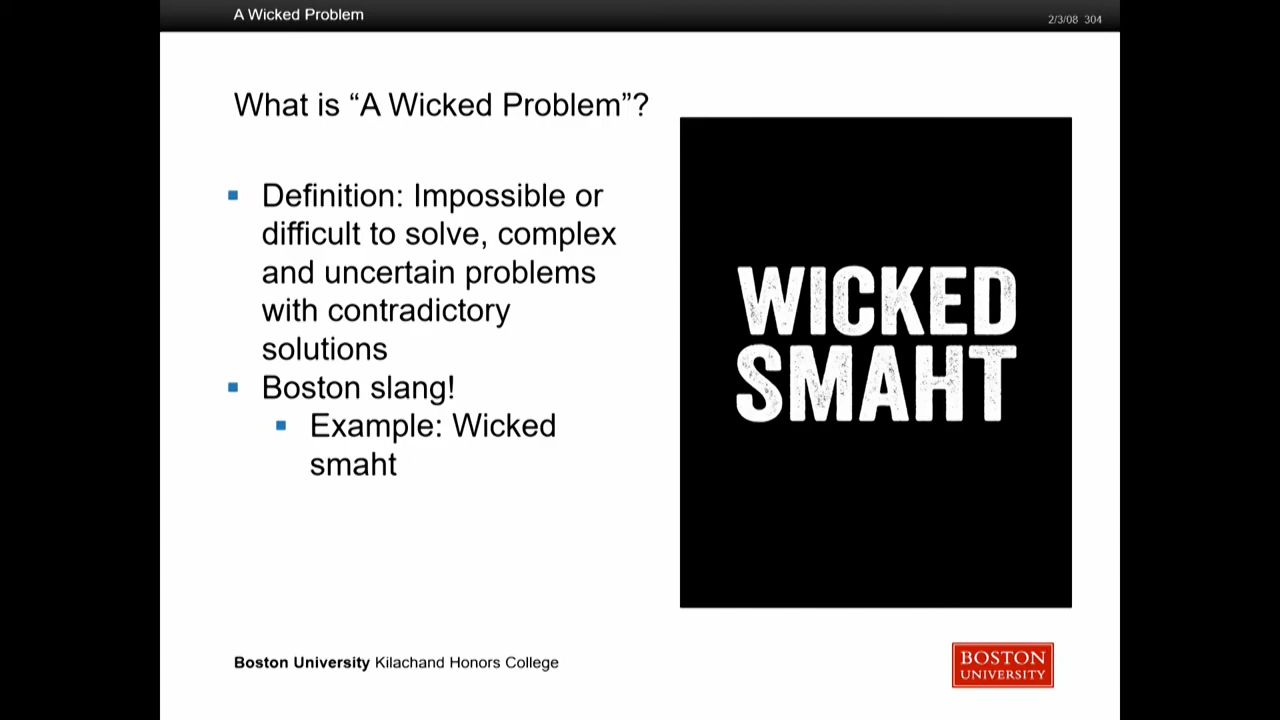 A Wicked Problem
2/3/08 304
What is “A Wicked Problem”?
Definition: Impossible or
difficult to solve, complex
and uncertain problems
with contradictory
solutions
Boston slang!
Example: Wicked
smaht
WICKED
SMAHT
Boston University Kilachand Honors College
BOSTON
UNIVERSITY